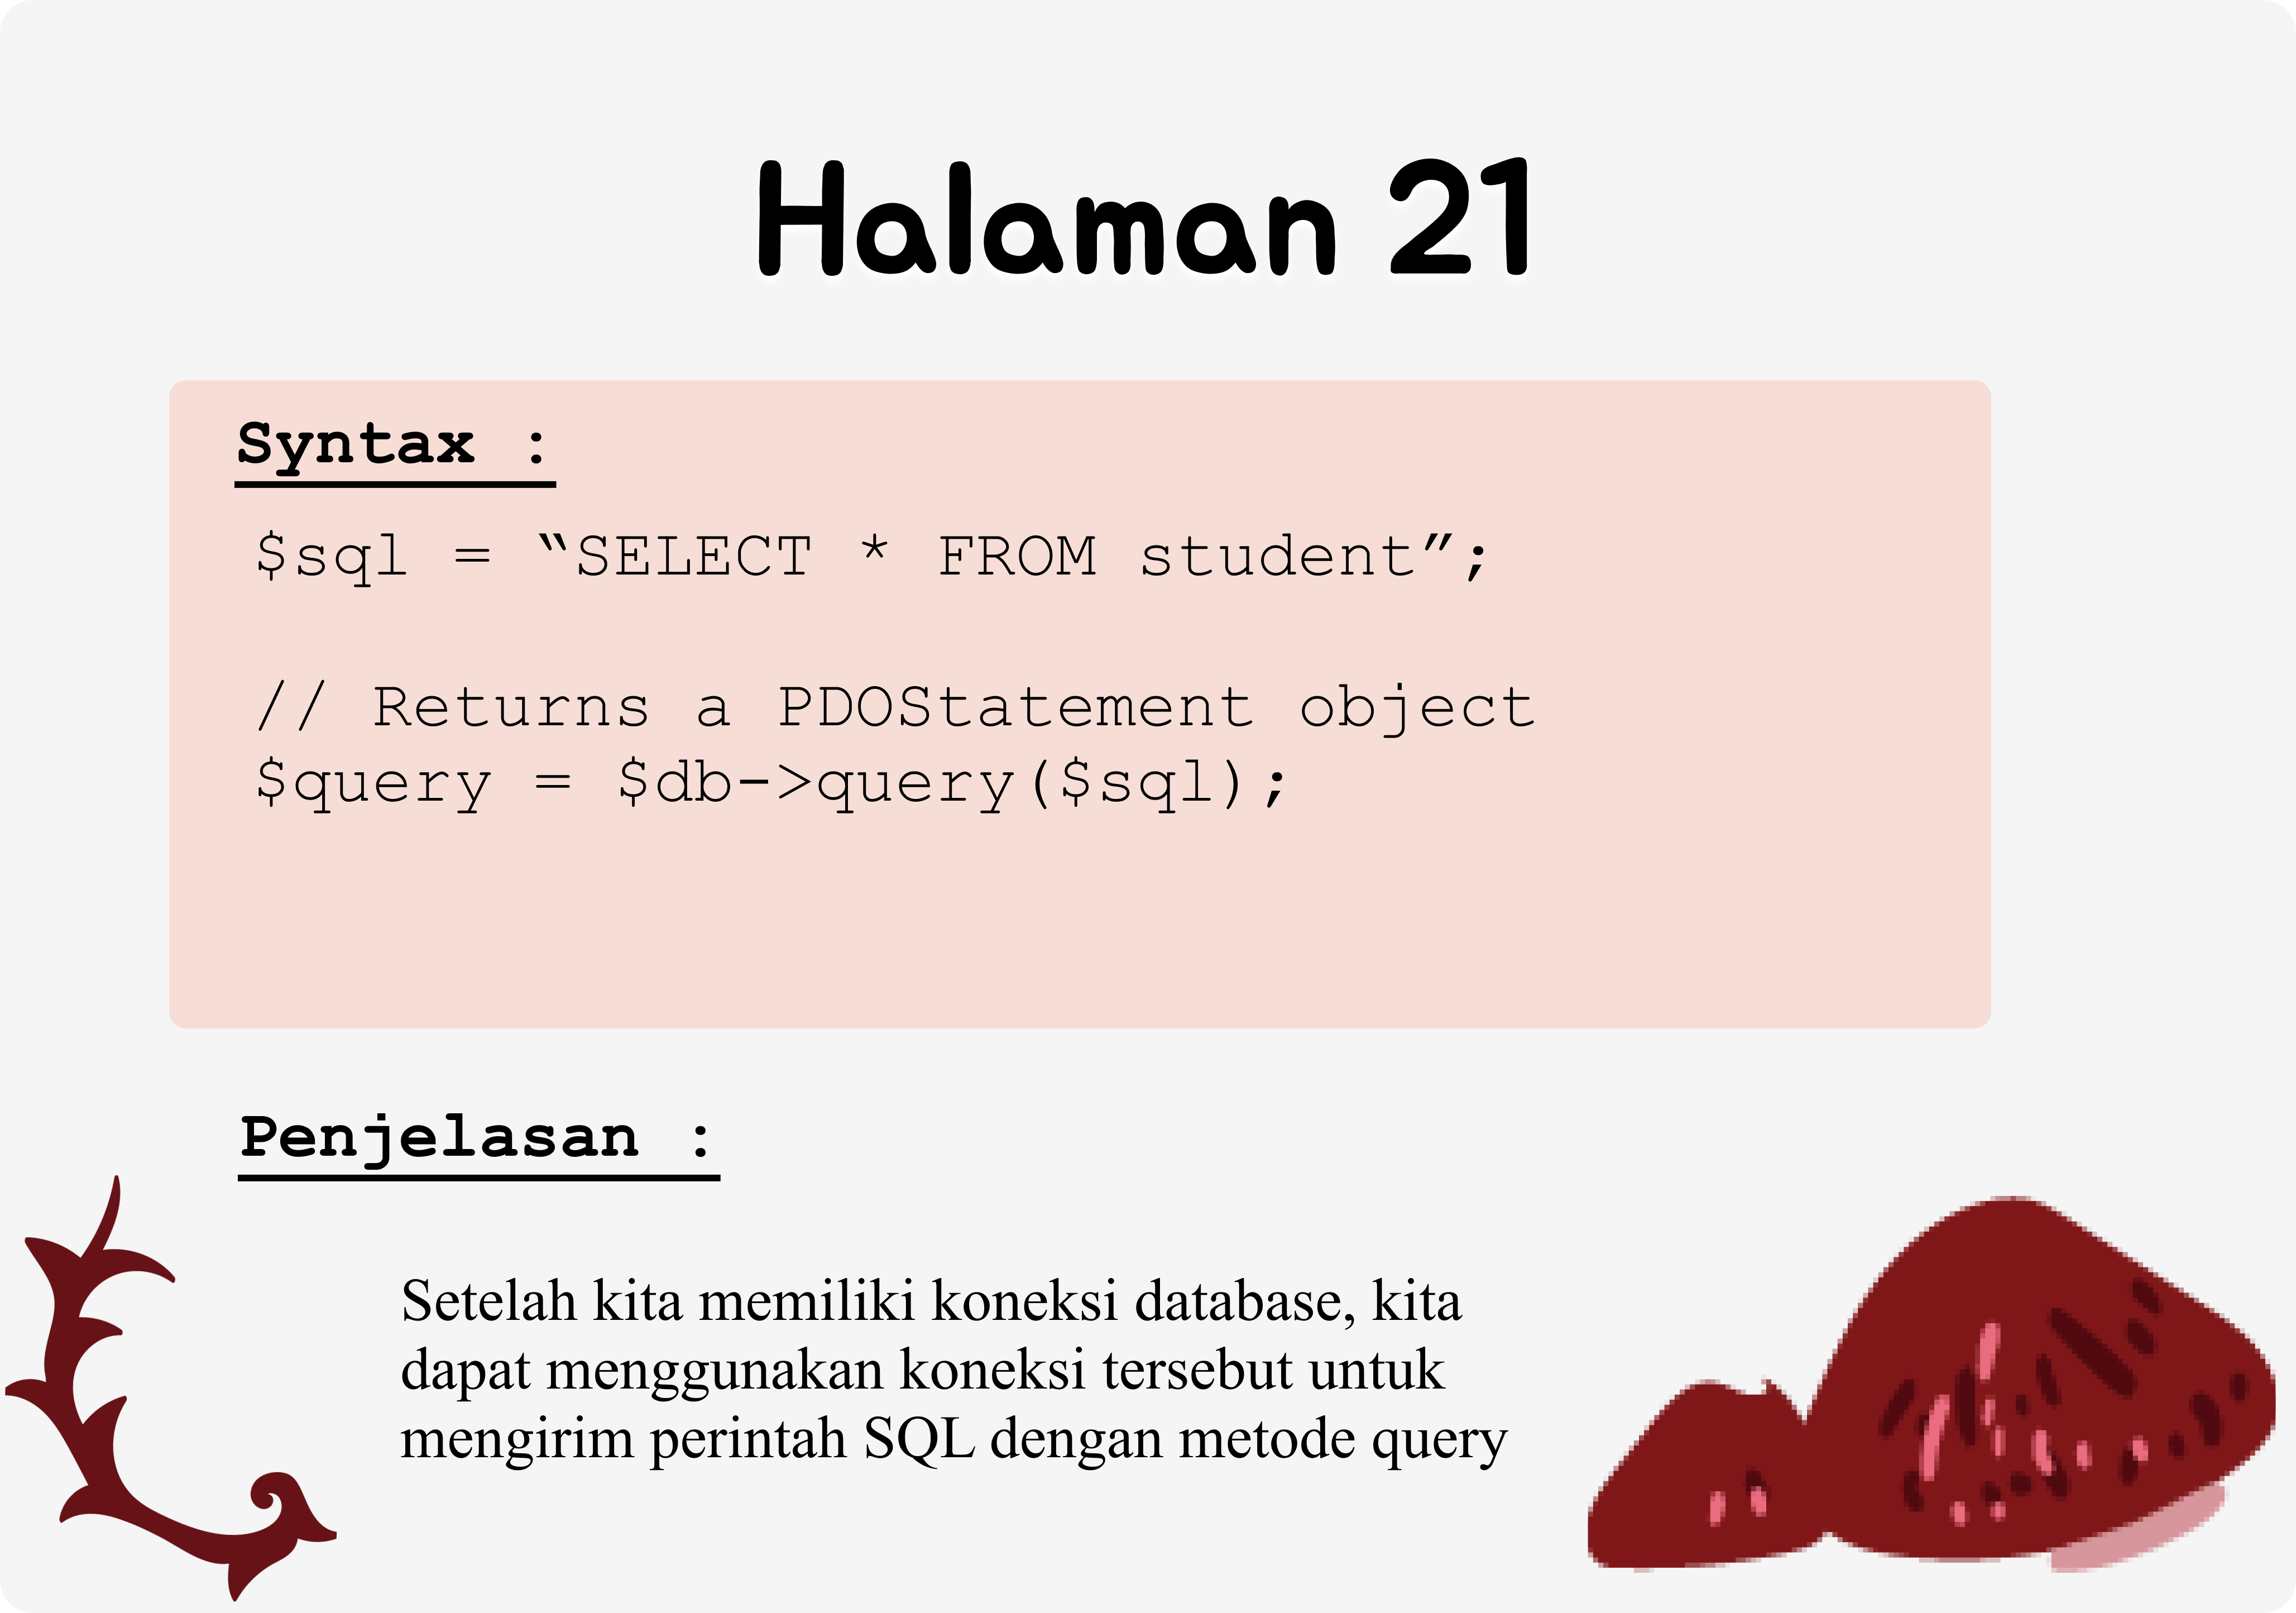 Halaman 21
Syntax :
$sql = “SELECT * FROM student”;
// Returns a PDOStatement object
$query = $db->query($sql);
Penjelasan :
Setelah kita memiliki koneksi database, kita
dapat menggunakan koneksi tersebut untuk
mengirim perintah SQL dengan metode query